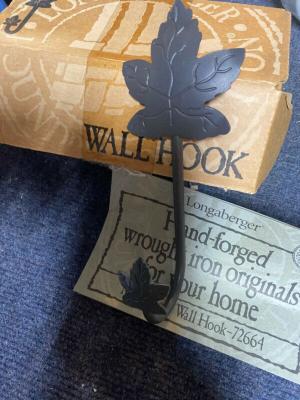 WALL HOOK
Longaberger
Hand-forged
wrought iron originals
for your home
Wall Hook-72664